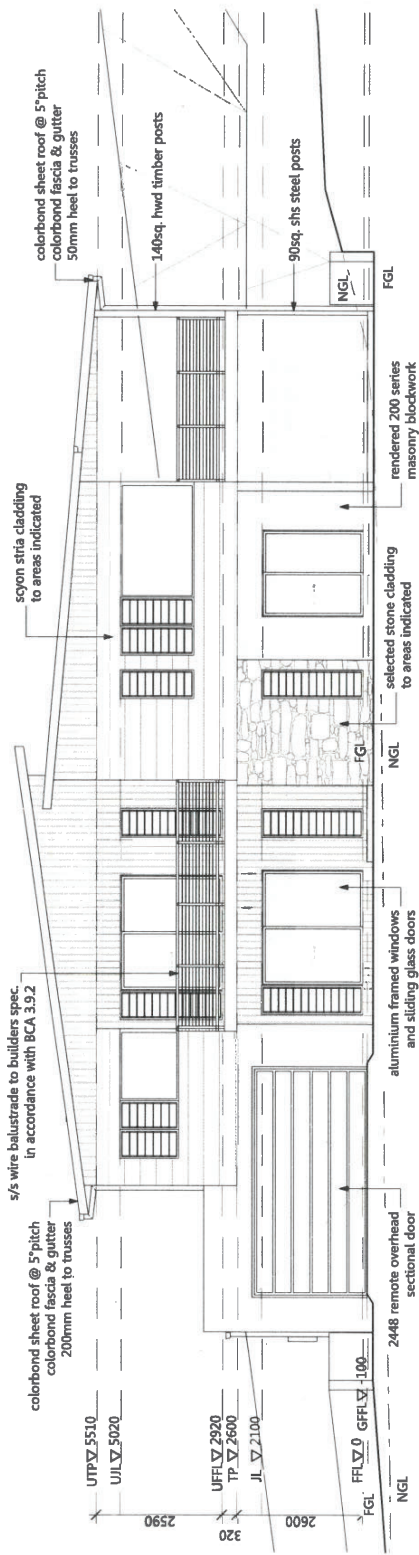 colorbond sheet roof @ 5°pitch
colorbond fascia & gutter
200mm heel to trusses
s/s wire balustrade to builders spec.
in accordance with BCA 3.9.2
scyon stria cladding
to areas indicated
colorbond sheet roof @ 5°pitch
colorbond fascia & gutter
50mm heel to trusses
140sq. hwd timber posts
90sq. shs steel posts
UTP 5510
UJL 5020
UFFL 2920
TP 2600
JL 2100
FFL 0
GFFL -100
2590
320
2600
FGL
NGL
2448 remote overhead
sectional door
aluminium framed windows
and sliding glass doors
FGL
NGL
selected stone cladding
to areas indicated
rendered 200 series
masonry blockwork
NGL
FGL